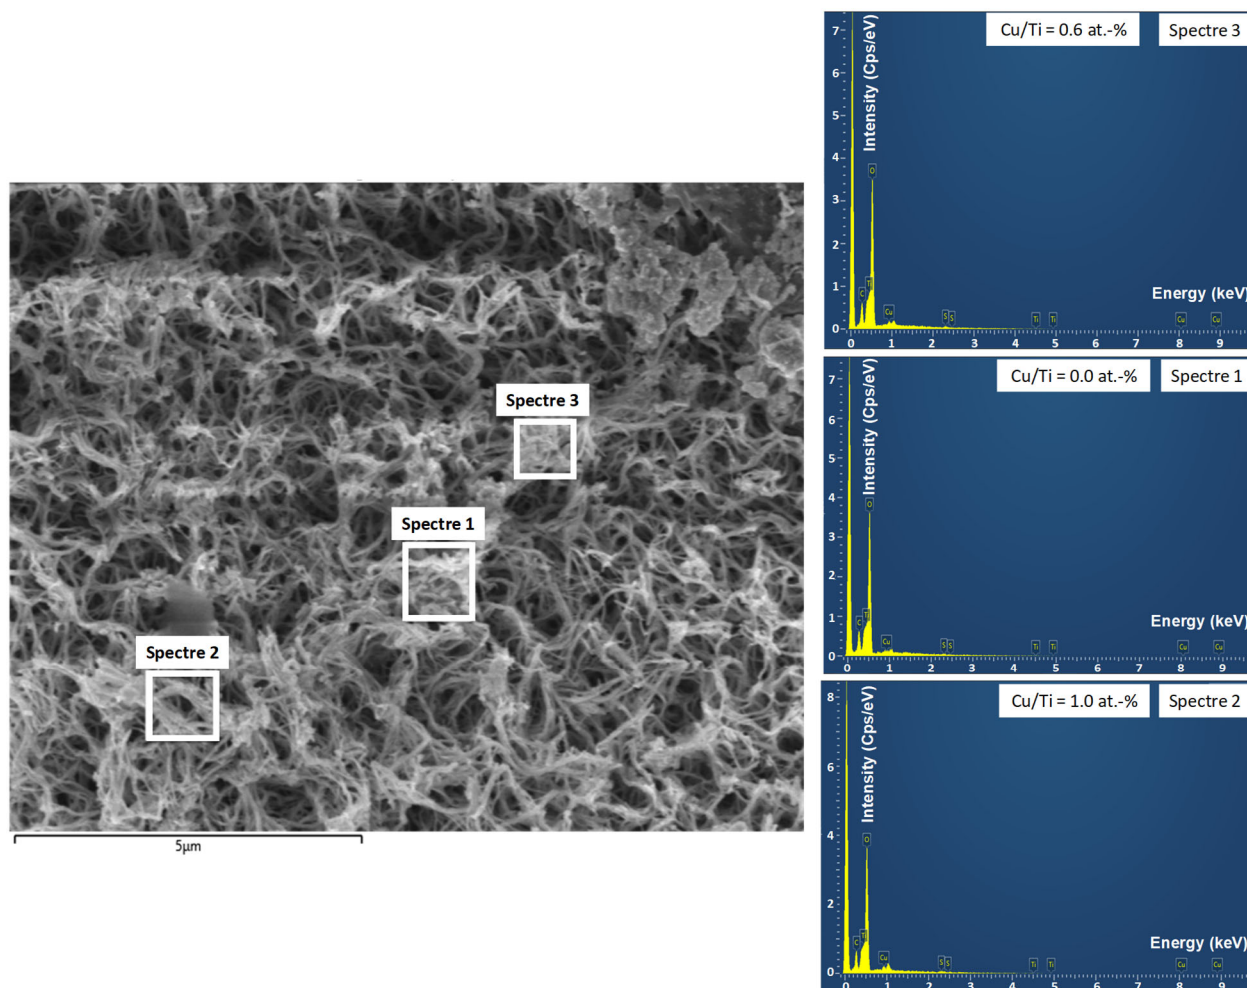 Spectre 3
Spectre 1
Spectre 2
5µm
Cu/Ti = 0.6 at.-%
Spectre 3
Intensity (Cps/eV)
7
6
5
4
3
2
1
0
O
Ti
C
Cu
S
S
Ti
Ti
Cu
Cu
Energy (keV)
0 1 2 3 4 5 6 7 8 9
Cu/Ti = 0.0 at.-%
Spectre 1
Intensity (Cps/eV)
7
6
5
4
3
2
1
0
O
Ti
C
Cu
S
S
Ti
Ti
Cu
Cu
Energy (keV)
0 1 2 3 4 5 6 7 8 9
Cu/Ti = 1.0 at.-%
Spectre 2
Intensity (Cps/eV)
8
6
4
2
0
O
Ti
C
Cu
S
S
Ti
Ti
Cu
Cu
Energy (keV)
0 1 2 3 4 5 6 7 8 9